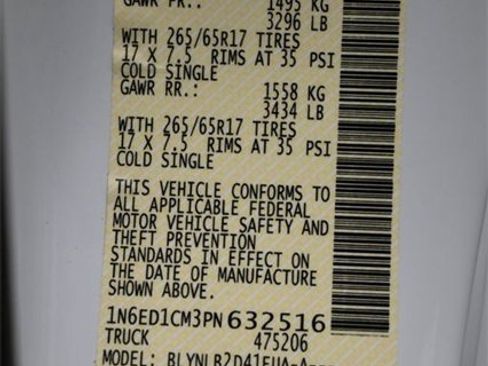 GAWR FR.: 1495 KG
3296 LB
WITH 265/65R17 TIRES
17 X 7.5 RIMS AT 35 PSI
COLD SINGLE
GAWR RR.: 1558 KG
3434 LB
WITH 265/65R17 TIRES
17 X 7.5 RIMS AT 35 PSI
COLD SINGLE
THIS VEHICLE CONFORMS TO
ALL APPLICABLE FEDERAL
MOTOR VEHICLE SAFETY AND
THEFT PREVENTION
STANDARDS IN EFFECT ON
THE DATE OF MANUFACTURE
SHOWN ABOVE.
1N6ED1CM3PN632516
TRUCK 475206
MODEL: